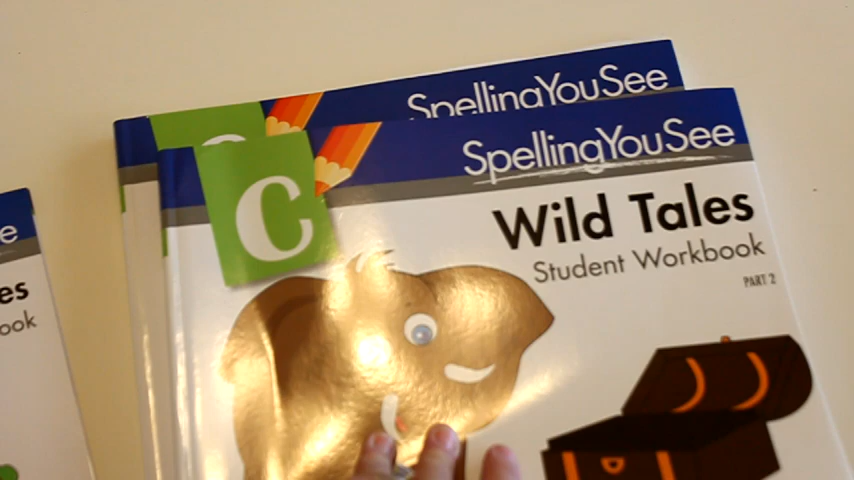 SpellingYouSee
SpellingYouSee
C
Wild Tales
Student Workbook
PART 2
e
es
ook